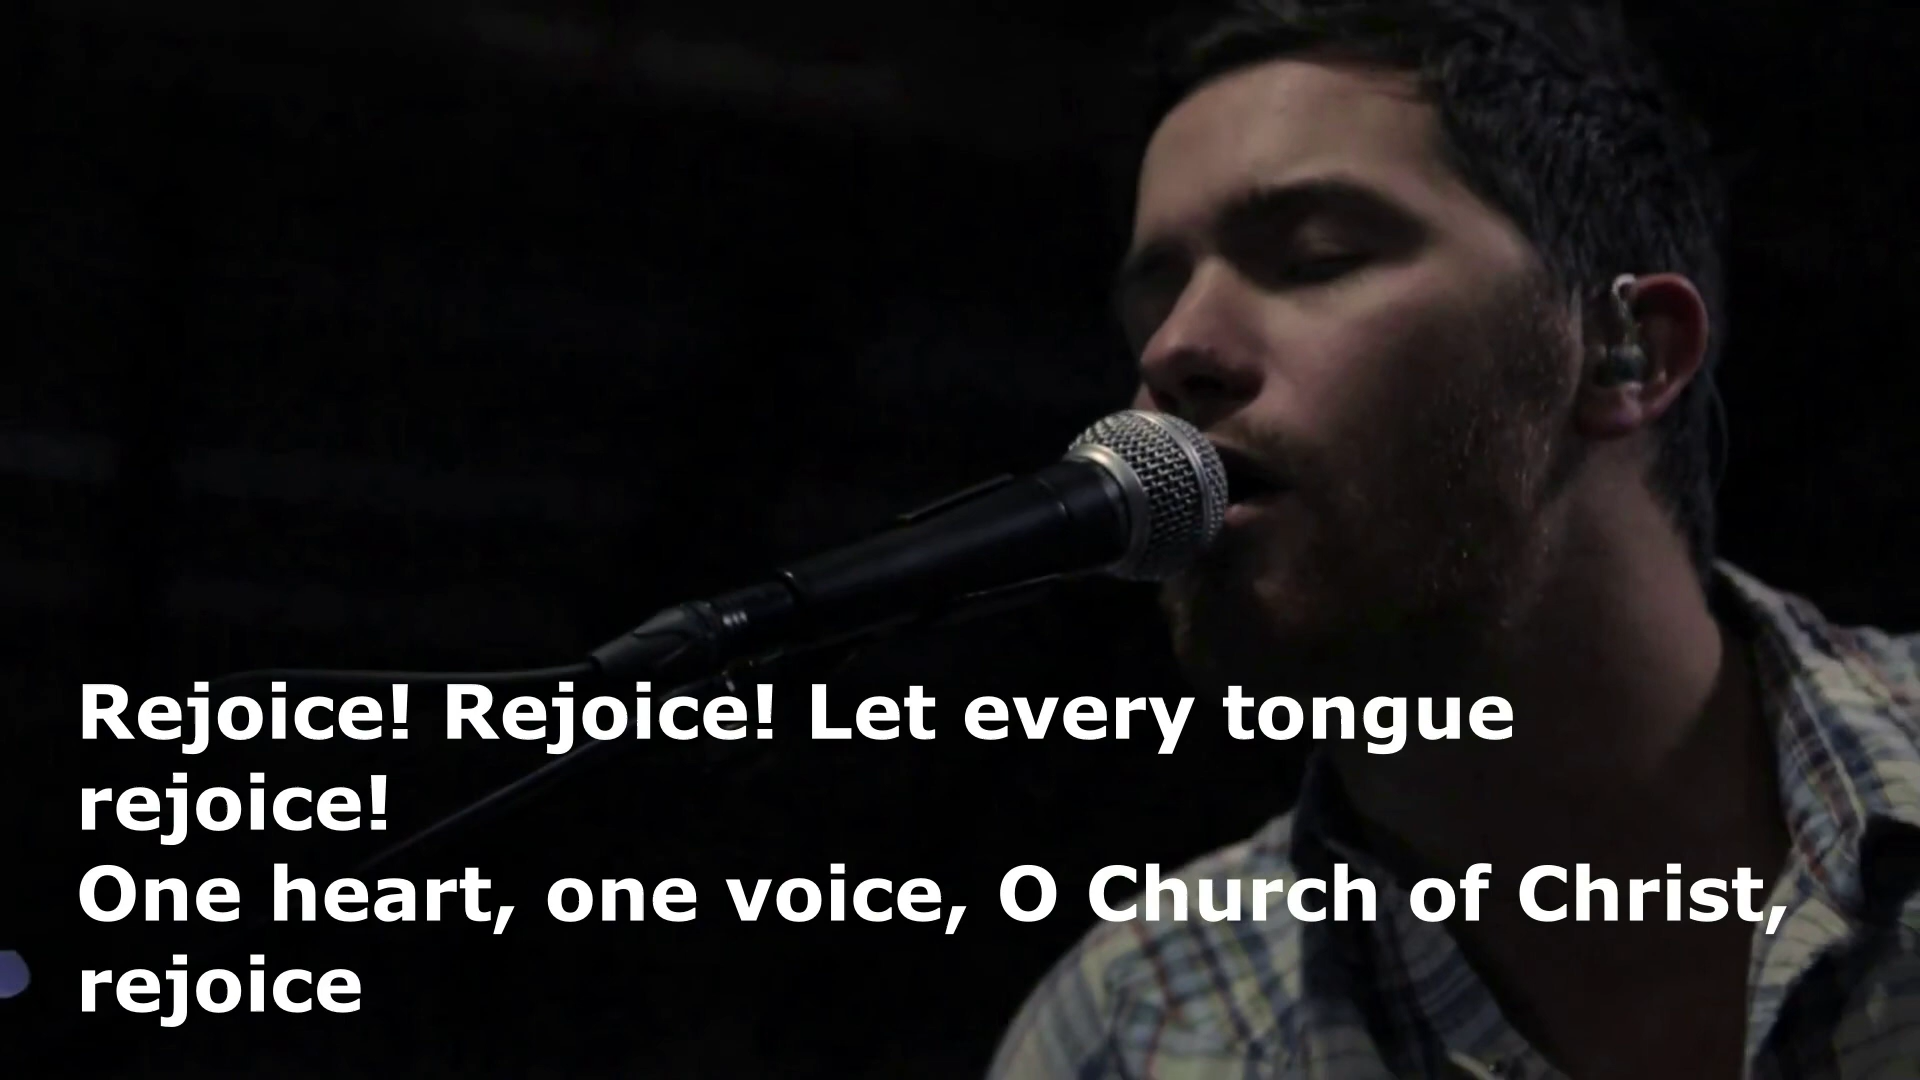 Rejoice! Rejoice! Let every tongue
rejoice!
One heart, one voice, O Church of Christ,
rejoice